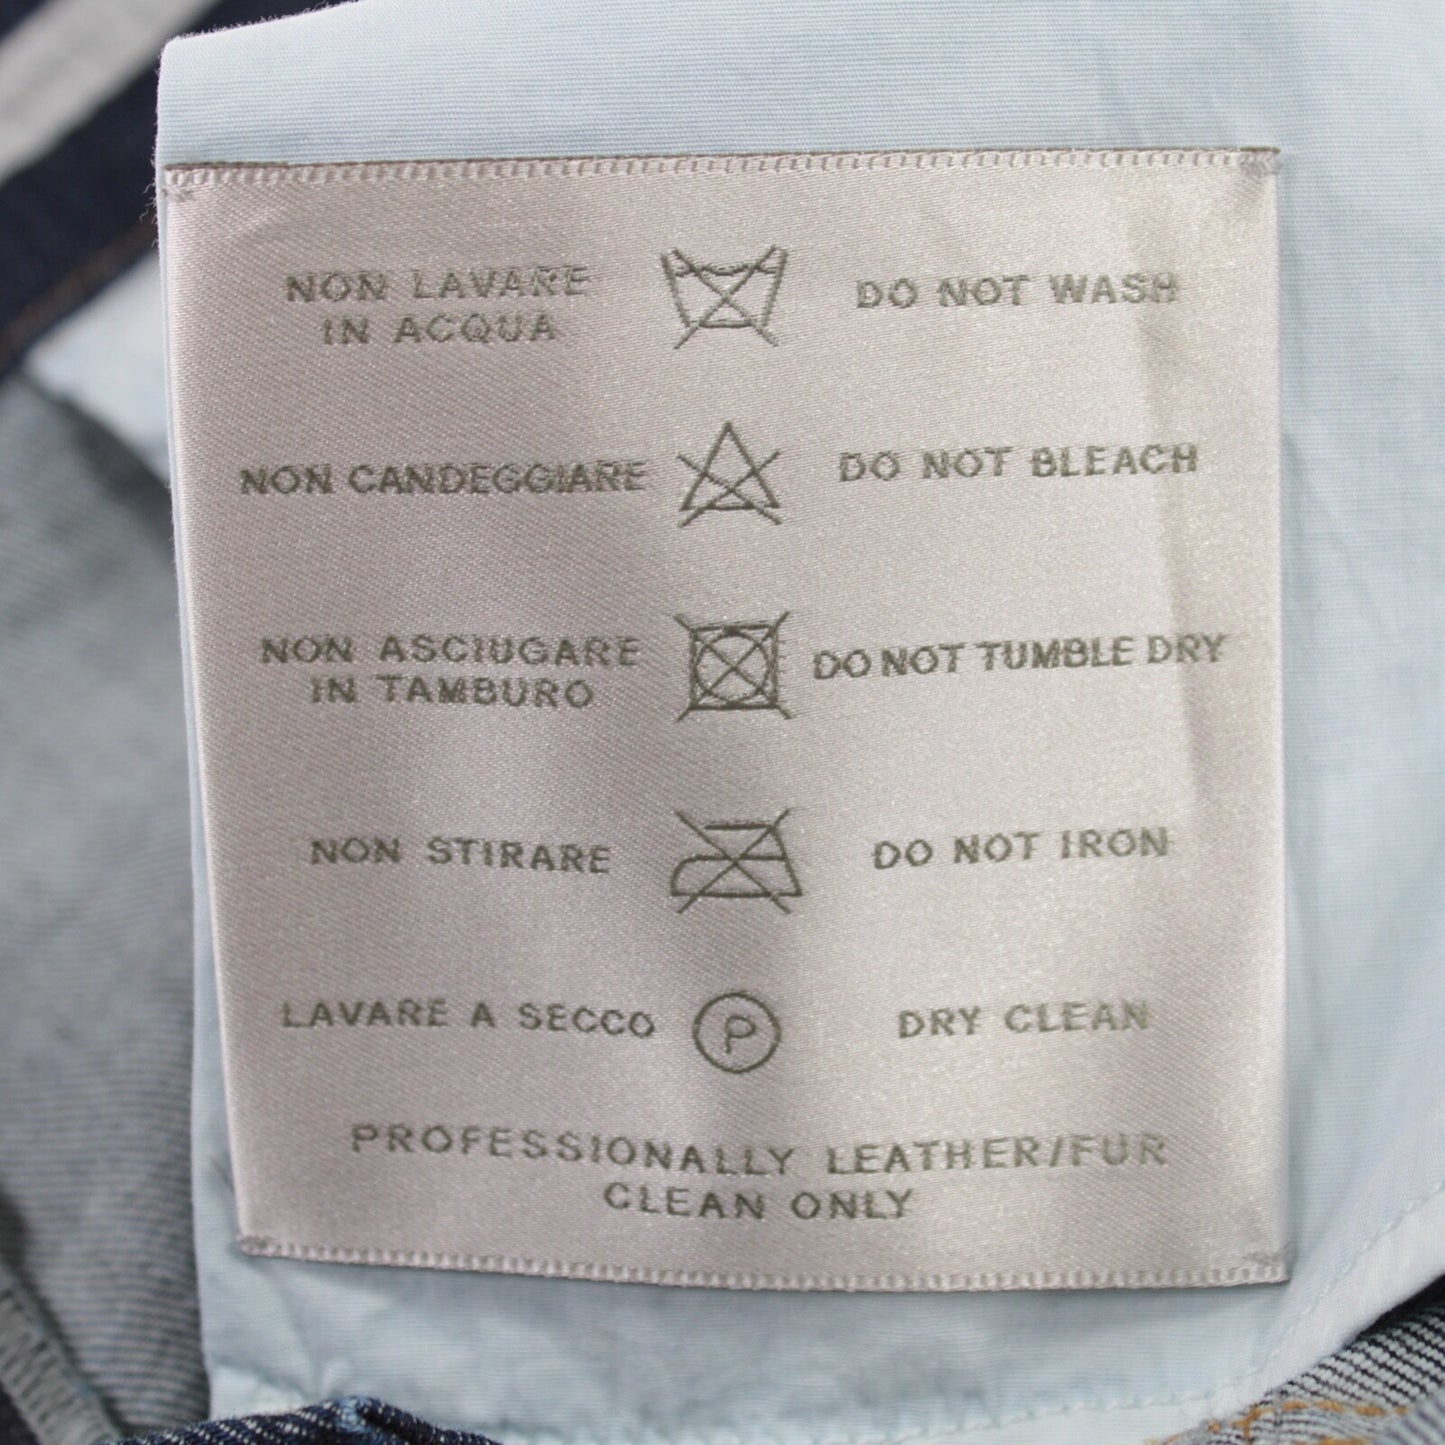 NON LAVARE
IN ACQUA
DO NOT WASH
NON CANDEGGIARE
DO NOT BLEACH
NON ASCIUGARE
IN TAMBURO
DO NOT TUMBLE DRY
NON STIRARE
DO NOT IRON
LAVARE A SECCO
P
DRY CLEAN
PROFESSIONALLY LEATHER/FUR
CLEAN ONLY